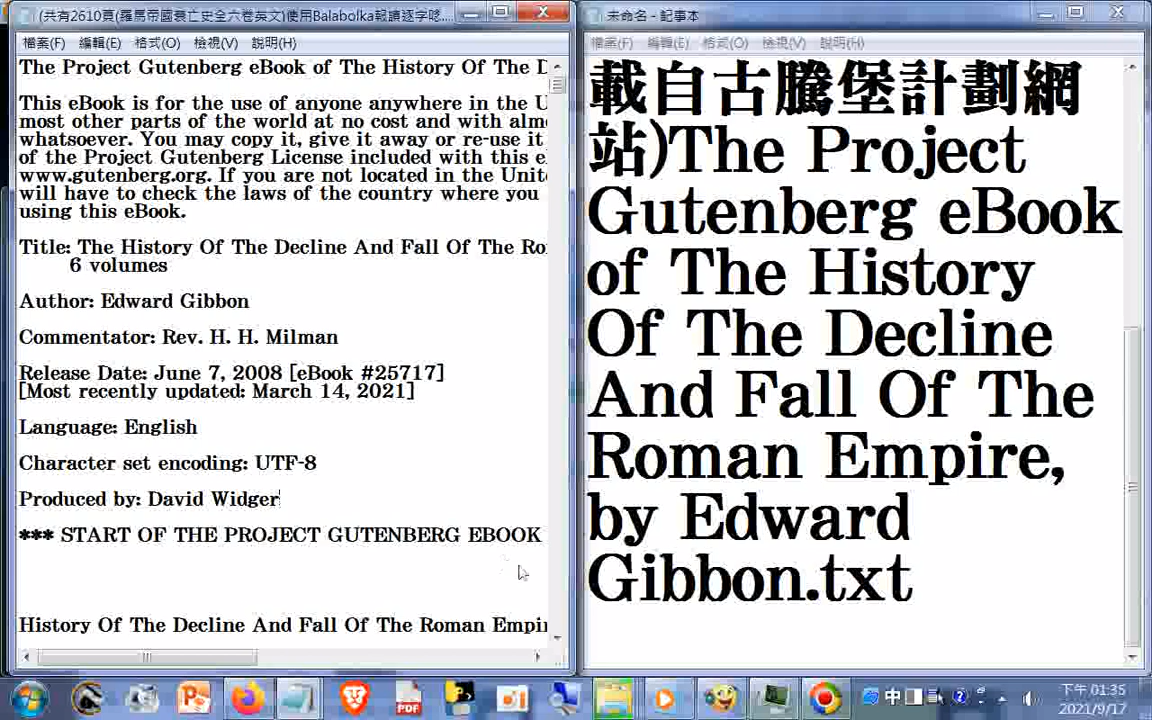 (共有2610頁(羅馬帝國衰亡史全六卷英文)使用Balabolka報讀逐字唸...
檔案(F) 編輯(E) 格式(O) 檢視(V) 說明(H)
The Project Gutenberg eBook of The History Of The D
This eBook is for the use of anyone anywhere in the U
most other parts of the world at no cost and with almo
whatsoever. You may copy it, give it away or re-use it
of the Project Gutenberg License included with this e
www.gutenberg.org. If you are not located in the Unite
will have to check the laws of the country where you
using this eBook.
Title: The History Of The Decline And Fall Of The Ro
6 volumes
Author: Edward Gibbon
Commentator: Rev. H. H. Milman
Release Date: June 7, 2008 [eBook #25717]
[Most recently updated: March 14, 2021]
Language: English
Character set encoding: UTF-8
Produced by: David Widger
*** START OF THE PROJECT GUTENBERG EBOOK
History Of The Decline And Fall Of The Roman Empi
未命名 - 記事本
檔案(F) 編輯(E) 格式(O) 檢視(V) 說明(H)
載自古騰堡計劃網
站)The Project
Gutenberg eBook
of The History
Of The Decline
And Fall Of The
Roman Empire,
by Edward
Gibbon.txt
PDF
中
下午 01:35
2021/9/17